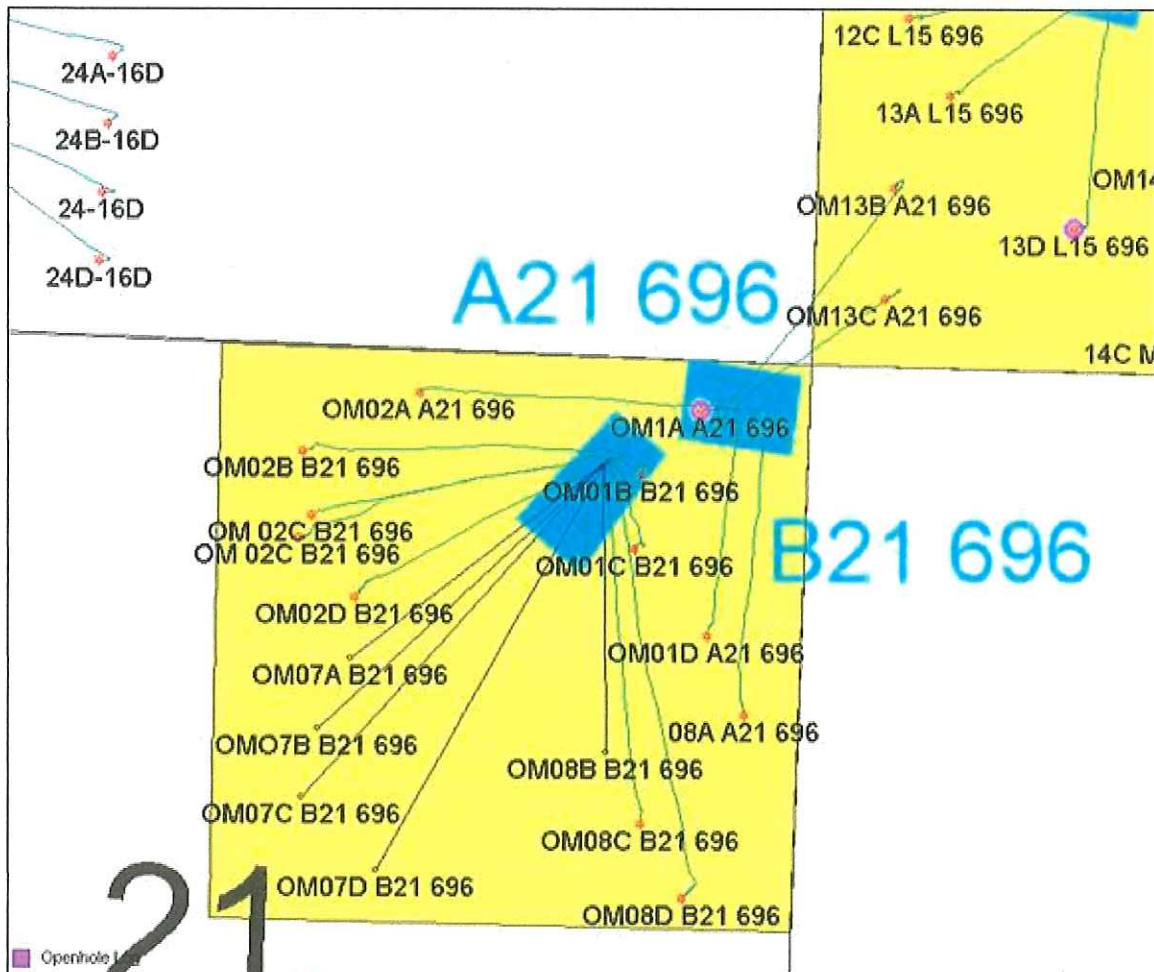 12C L15 696
24A-16D
13A L15 696
24B-16D
OM14
24-16D
OM13B A21 696
13D L15 696
24D-16D
A21 696
OM13C A21 696
14C M
OM02A A21 696
OM1A A21 696
OM02B B21 696
OM01B B21 696
OM 02C B21 696
OM 02C B21 696
OM01C B21 696
B21 696
OM02D B21 696
OM01D A21 696
OM07A B21 696
08A A21 696
OMO7B B21 696
OM08B B21 696
OM07C B21 696
OM08C B21 696
OM07D B21 696
OM08D B21 696
21
Openhole